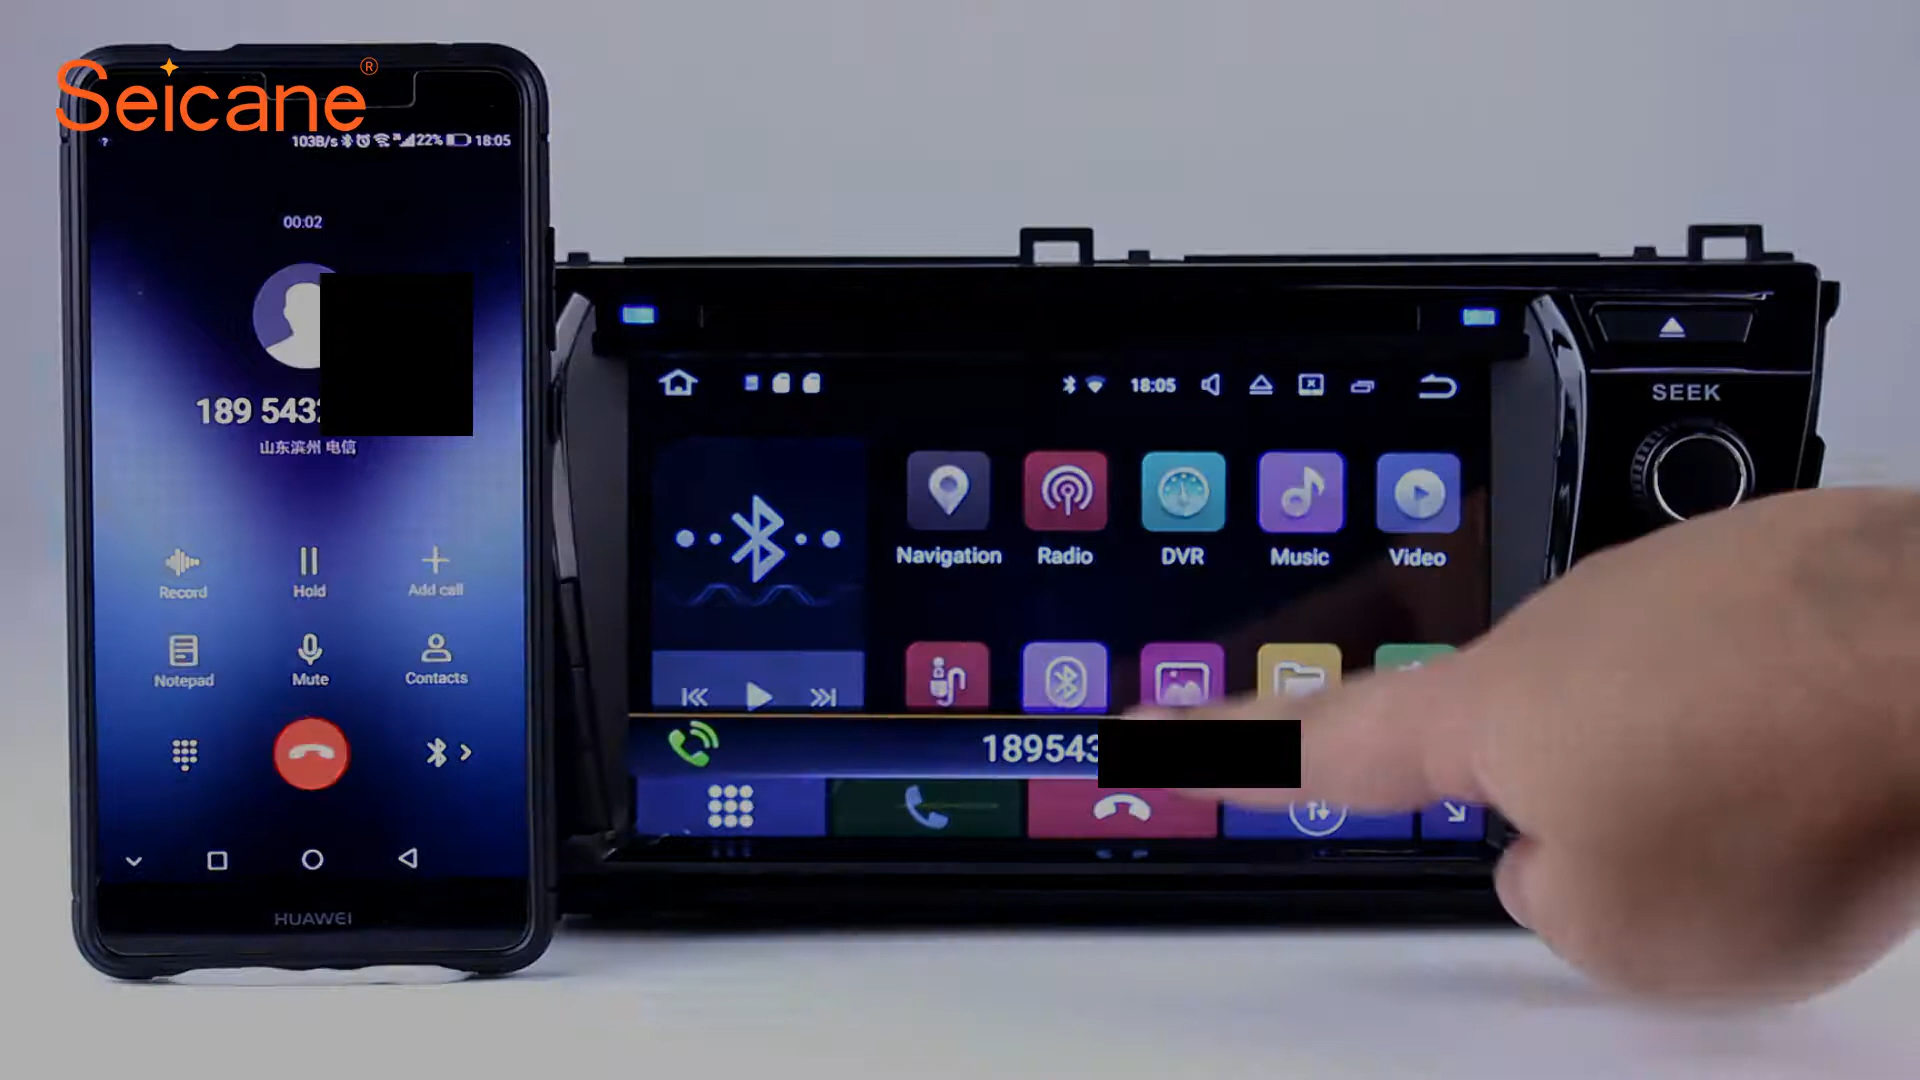 Seicane®
103B/s 22% 18:05
00:02
189 543
山东滨州 电信
Record Hold Add call
Notepad Mute Contacts
HUAWEI
18:05
Navigation Radio DVR Music Video
189543
SEEK